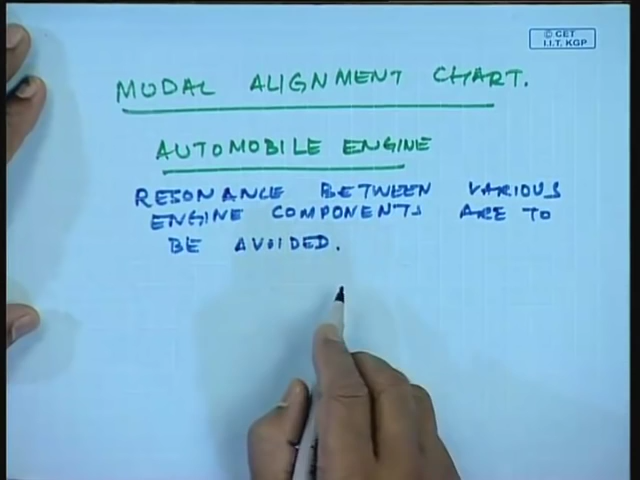 © CET
I.I.T. KGP
MODAL ALIGNMENT CHART.
AUTOMOBILE ENGINE
RESONANCE BETWEEN VARIOUS
ENGINE COMPONENTS ARE TO
BE AVOIDED.